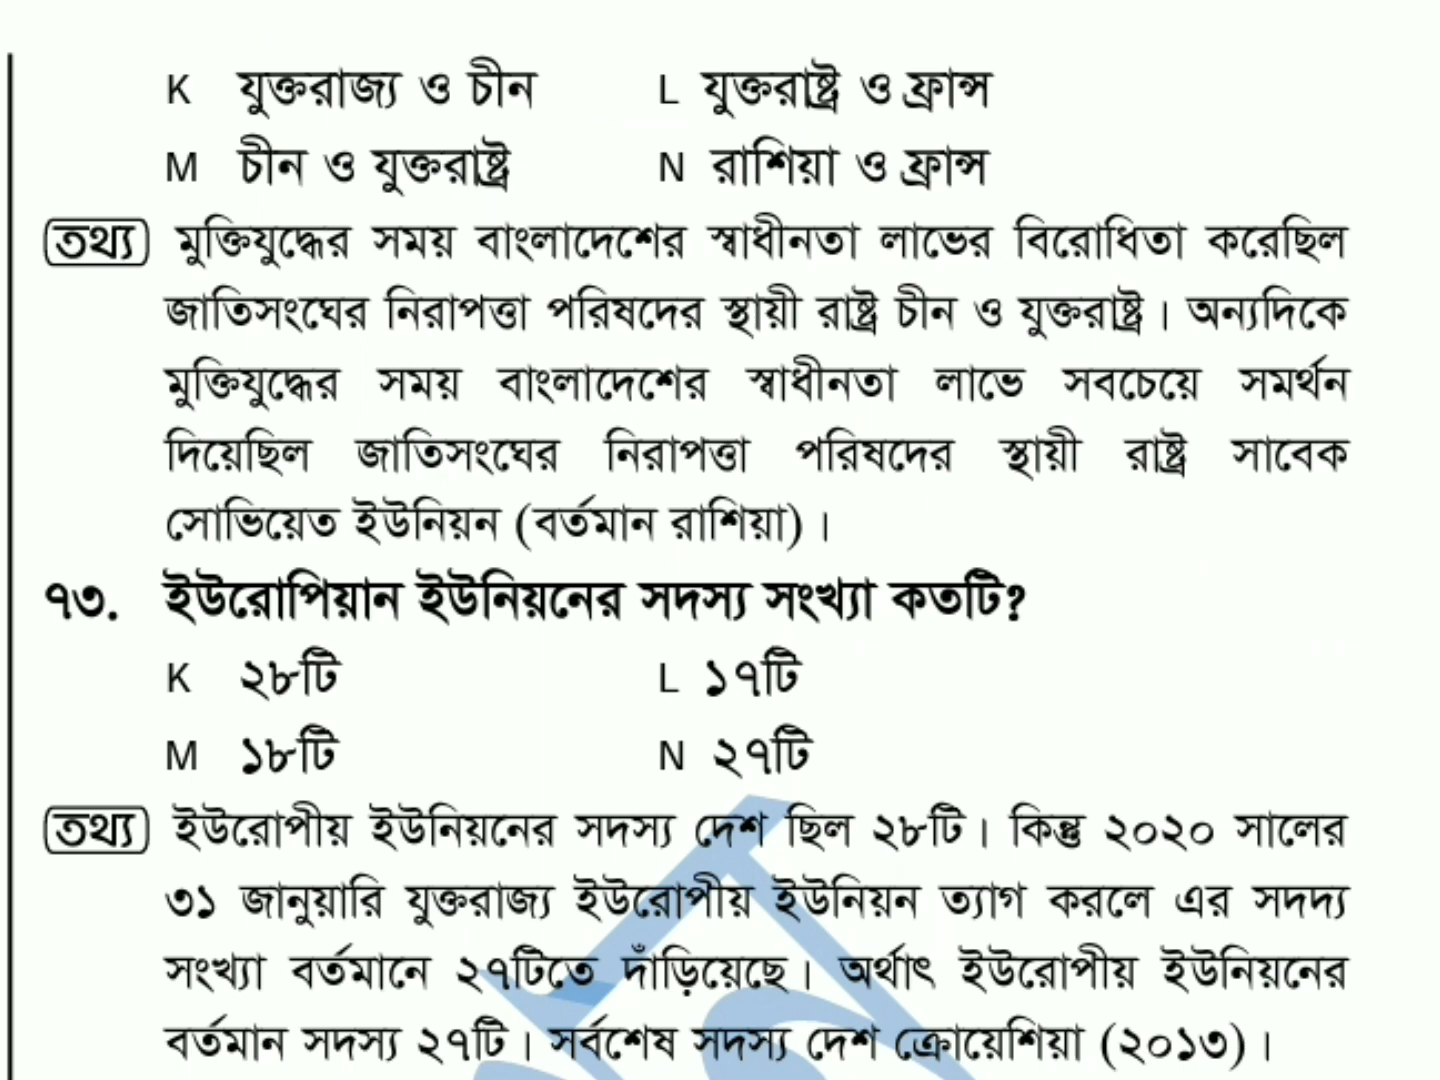 K যুক্তরাজ্য ও চীন L যুক্তরাষ্ট্র ও ফ্রান্স
M চীন ও যুক্তরাষ্ট্র N রাশিয়া ও ফ্রান্স
তথ্য মুক্তিযুদ্ধের সময় বাংলাদেশের স্বাধীনতা লাভের বিরোধিতা করেছিল
জাতিসংঘের নিরাপত্তা পরিষদের স্থায়ী রাষ্ট্র চীন ও যুক্তরাষ্ট্র। অন্যদিকে
মুক্তিযুদ্ধের সময় বাংলাদেশের স্বাধীনতা লাভে সবচেয়ে সমর্থন
দিয়েছিল জাতিসংঘের নিরাপত্তা পরিষদের স্থায়ী রাষ্ট্র সাবেক
সোভিয়েত ইউনিয়ন (বর্তমান রাশিয়া)।
৭৩. ইউরোপিয়ান ইউনিয়নের সদস্য সংখ্যা কতটি?
K ২৮টি L ১৭টি
M ১৮টি N ২৭টি
তথ্য ইউরোপীয় ইউনিয়নের সদস্য দেশ ছিল ২৮টি। কিন্তু ২০২০ সালের
৩১ জানুয়ারি যুক্তরাজ্য ইউরোপীয় ইউনিয়ন ত্যাগ করলে এর সদদ্য
সংখ্যা বর্তমানে ২৭টিতে দাঁড়িয়েছে। অর্থাৎ ইউরোপীয় ইউনিয়নের
বর্তমান সদস্য ২৭টি। সর্বশেষ সদস্য দেশ ক্রোয়েশিয়া (২০১৩)।